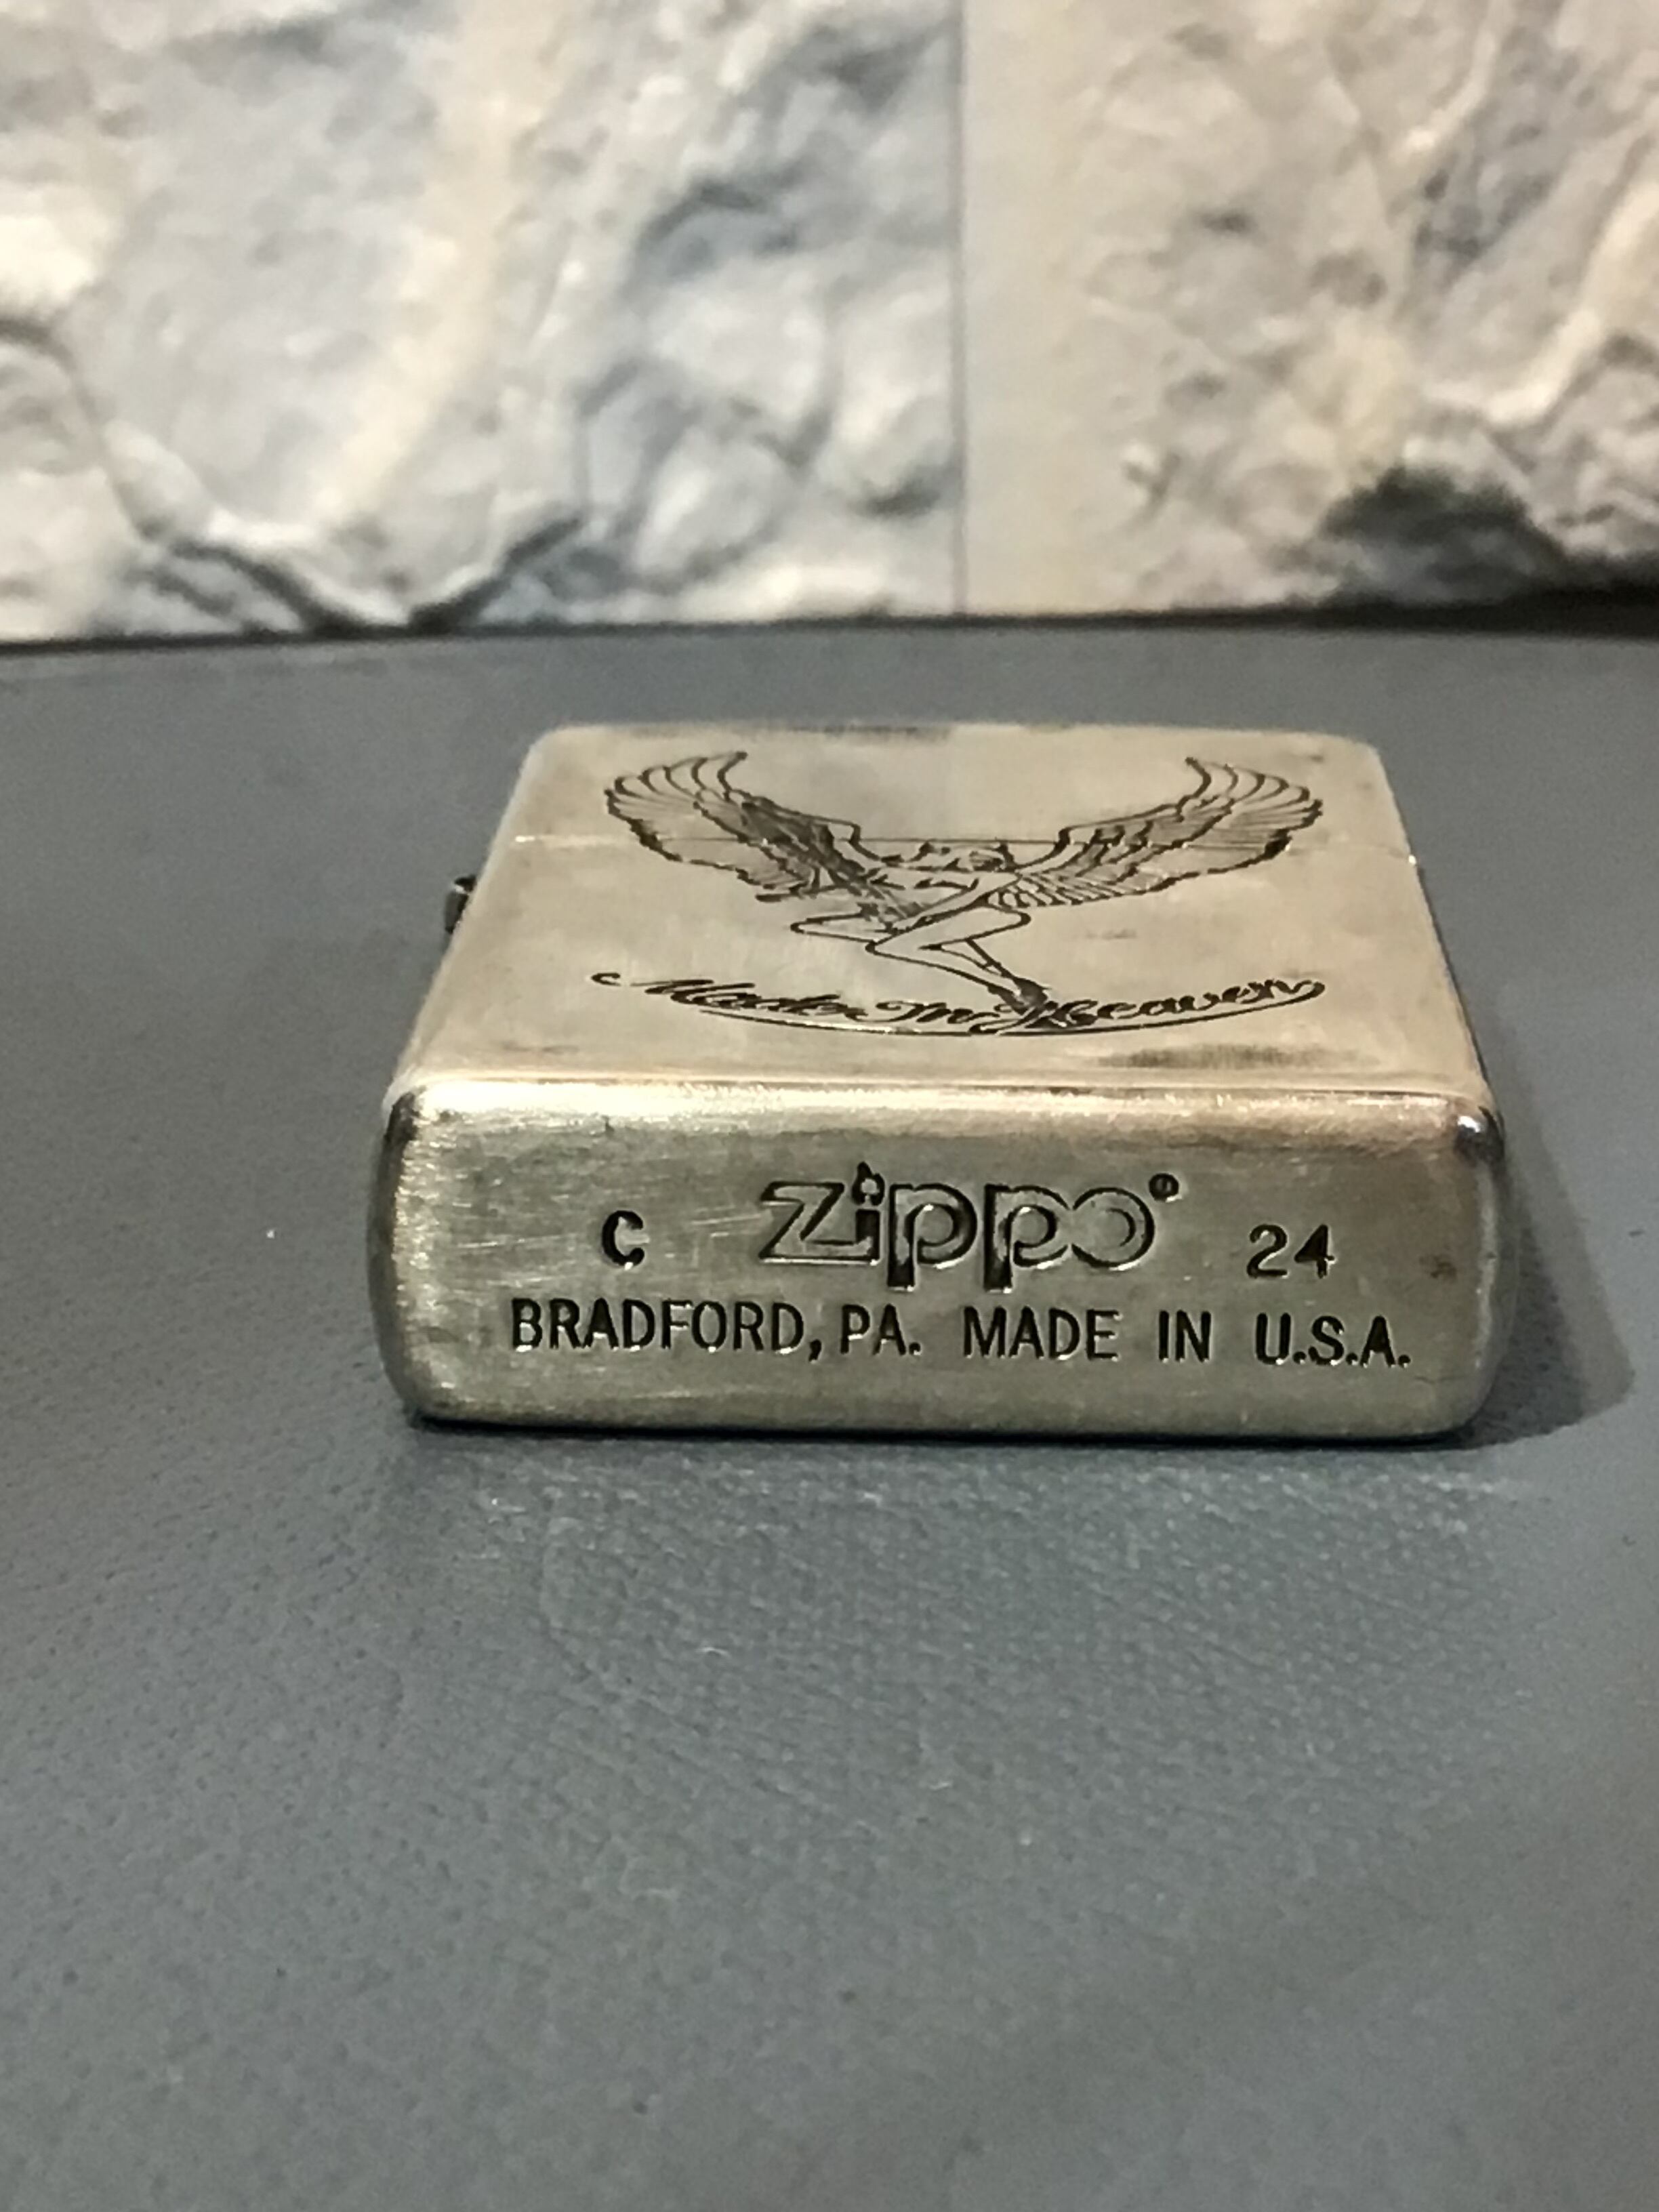 Made In Heaven
C Zippo® 24
BRADFORD, PA. MADE IN U.S.A.